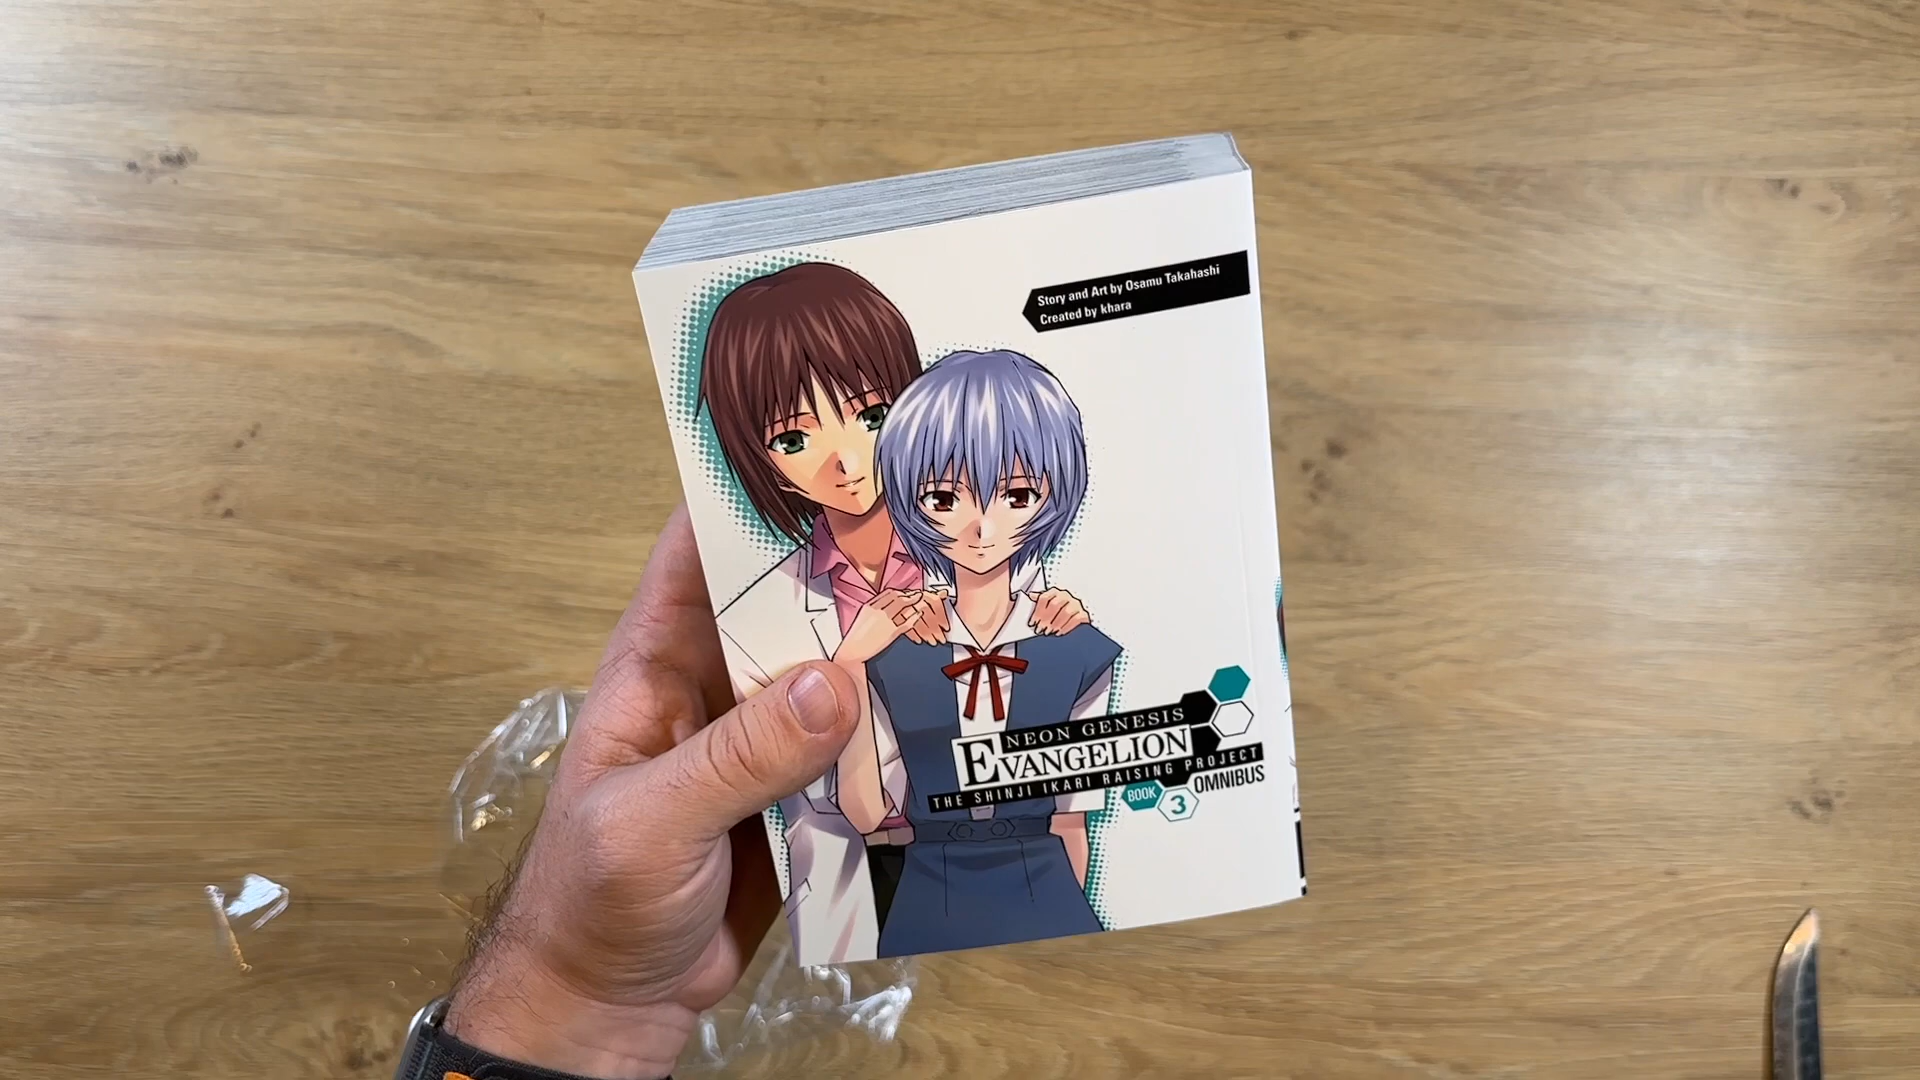 Story and Art by Osamu Takahashi
Created by khara
NEON GENESIS
EVANGELION
THE SHINJI IKARI RAISING PROJECT
BOOK 3 OMNIBUS